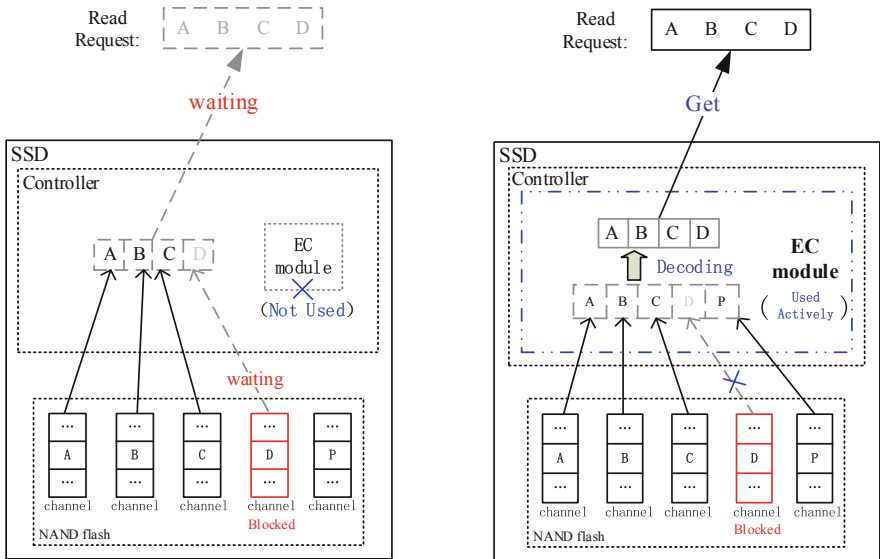 Read
Request:
A B C D
waiting
SSD
Controller
A B C D
EC
module
(Not Used)
waiting
... ... ... ... ...
A B C D P
... ... ... ... ...
channel channel channel channel channel
Blocked
NAND flash
Read
Request:
A B C D
Get
SSD
Controller
A B C D
Decoding
EC
module
(Used
Actively)
A B C D P
... ... ... ... ...
A B C D P
... ... ... ... ...
channel channel channel channel channel
Blocked
NAND flash